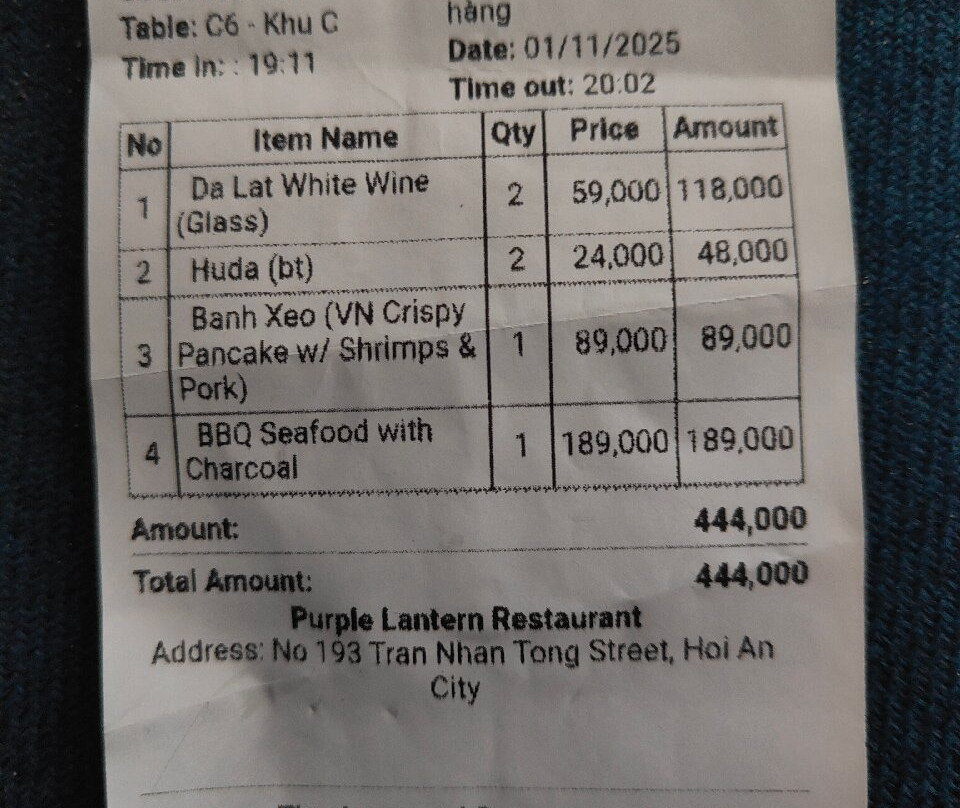 hàng
Table: C6 - Khu C
Date: 01/11/2025
Time in: : 19:11
Time out: 20:02
No Item Name Qty Price Amount
1 Da Lat White Wine (Glass) 2 59,000 118,000
2 Huda (bt) 2 24,000 48,000
3 Banh Xeo (VN Crispy Pancake w/ Shrimps & Pork) 1 89,000 89,000
4 BBQ Seafood with Charcoal 1 189,000 189,000
Amount: 444,000
Total Amount: 444,000
Purple Lantern Restaurant
Address: No 193 Tran Nhan Tong Street, Hoi An
City